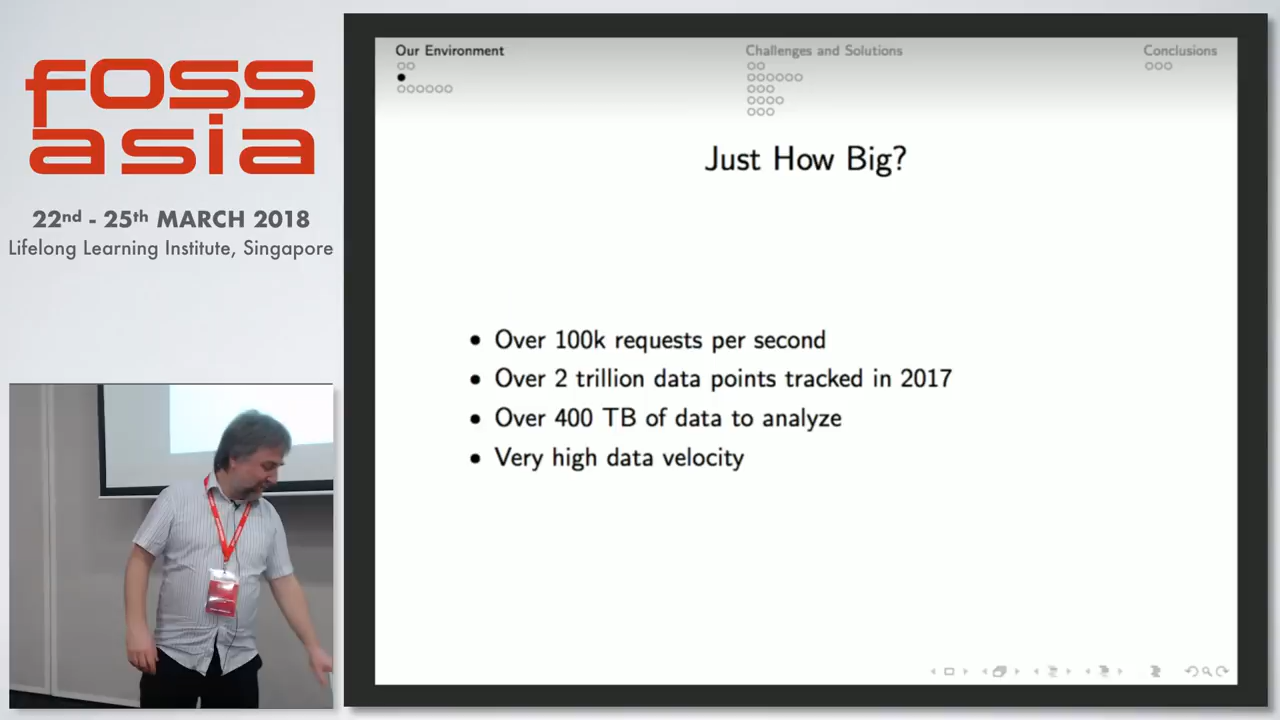 foss
asia
22nd - 25th MARCH 2018
Lifelong Learning Institute, Singapore
Our Environment
Challenges and Solutions
Conclusions
Just How Big?
• Over 100k requests per second
• Over 2 trillion data points tracked in 2017
• Over 400 TB of data to analyze
• Very high data velocity